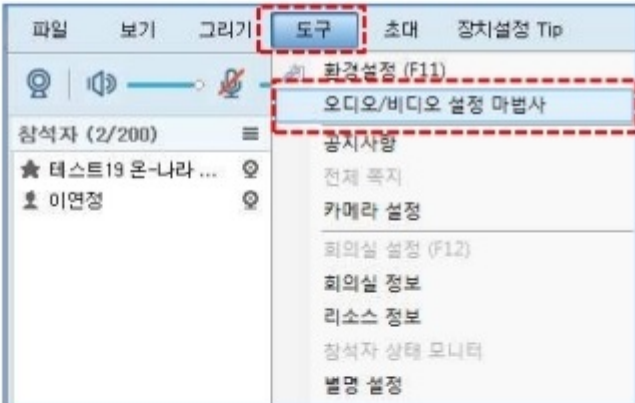 파일 보기 그리기 도구 초대 장치설정 Tip
참석자 (2/200)
테스트19 온-나라 ...
이연정
환경설정 (F11)
오디오/비디오 설정 마법사
공지사항
전체 쪽지
카메라 설정
회의실 설정 (F12)
회의실 정보
리소스 정보
참석자 상태 모니터
별명 설정